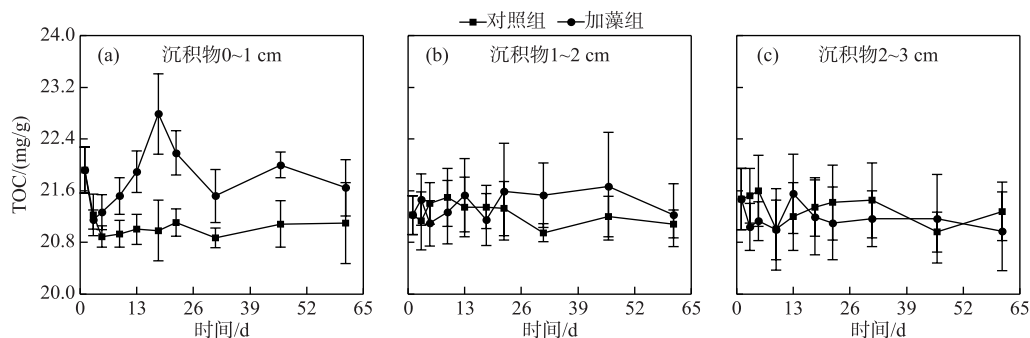 对照组 加藻组
TOC/(mg/g)
24.0
23.2
22.4
21.6
20.8
20.0
(a) 沉积物0~1 cm
(b) 沉积物1~2 cm
(c) 沉积物2~3 cm
0 13 26 39 52 65
0 13 26 39 52 65
0 13 26 39 52 65
时间/d
时间/d
时间/d